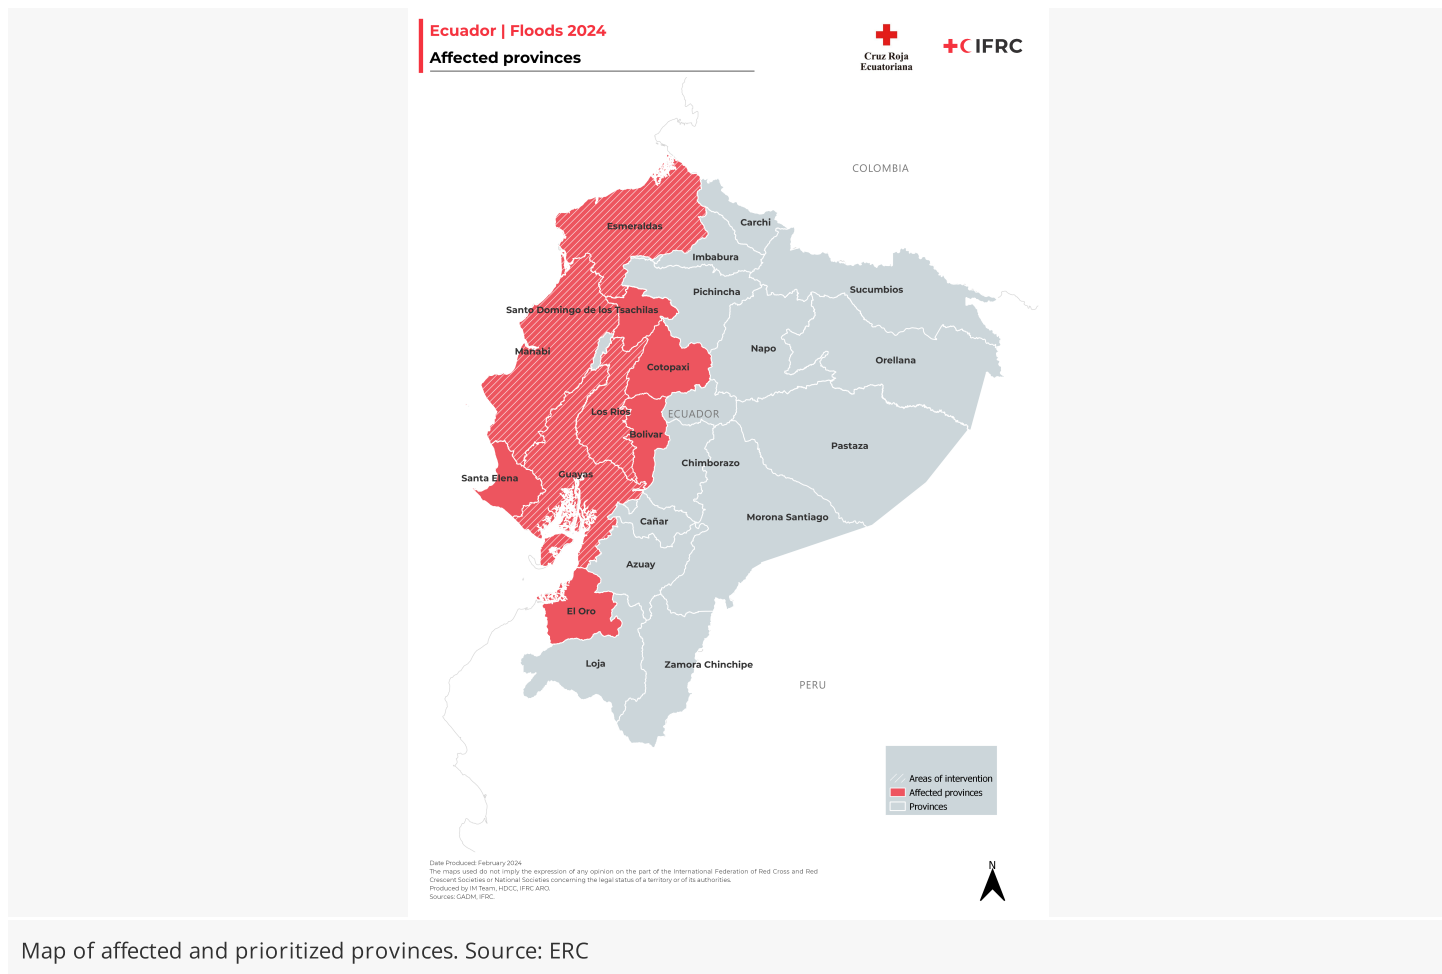 Ecuador | Floods 2024
Affected provinces
Cruz Roja
Ecuatoriana
IFRC
COLOMBIA
Carchi
Esmeraldas
Imbabura
Pichincha
Sucumbios
Santo Domingo de los Tsachilas
Napo
Manabi
Orellana
Cotopaxi
Los Rios
ECUADOR
Bolivar
Pastaza
Chimborazo
Guayas
Santa Elena
Morona Santiago
Cañar
Azuay
El Oro
Loja
Zamora Chinchipe
PERU
Areas of intervention
Affected provinces
Provinces
Date Produced: February 2024
The maps used do not imply the expression of any opinion on the part of the International Federation of Red Cross and Red
Crescent Societies or National Societies concerning the legal status of a territory or of its authorities.
Produced by IM Team, HDCC, IFRC ARO.
Sources: GADM, IFRC.
N
Map of affected and prioritized provinces. Source: ERC